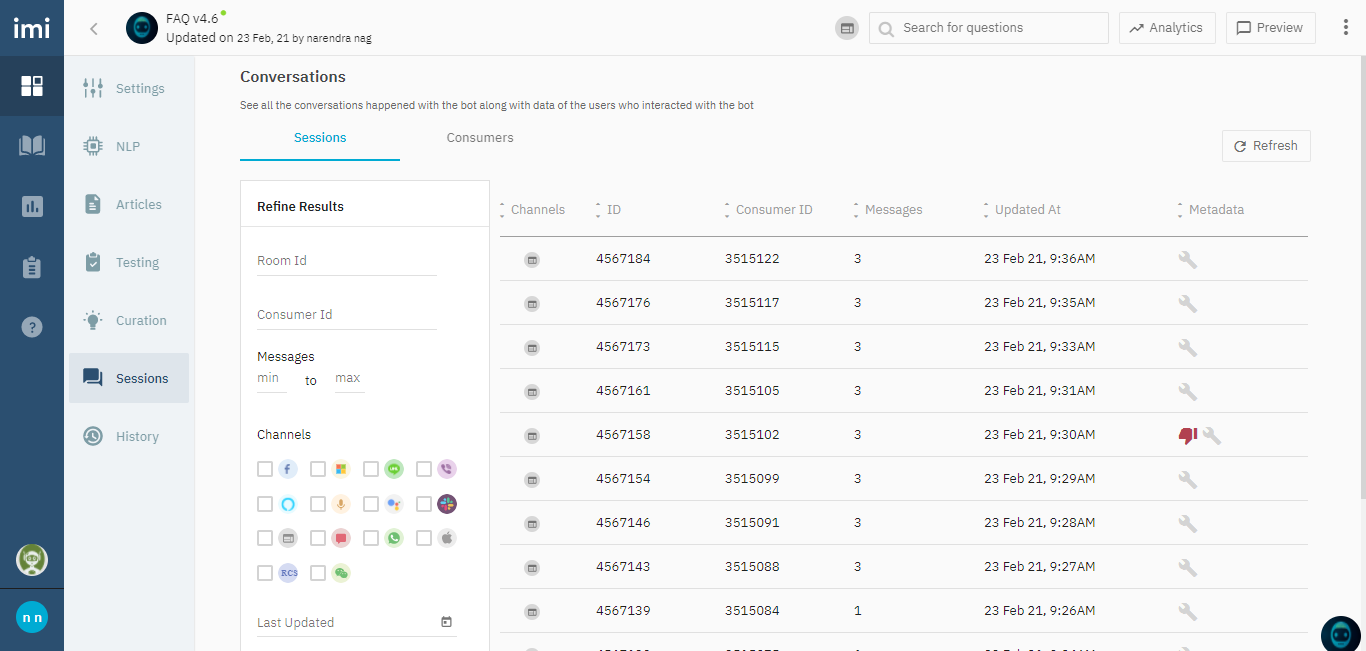 imi
FAQ v4.6
Updated on 23 Feb, 21 by narendra nag
Search for questions
Analytics
Preview
Settings
NLP
Articles
Testing
Curation
Sessions
History
n n
Conversations
See all the conversations happened with the bot along with data of the users who interacted with the bot
Sessions Consumers
Refresh
Refine Results
Room Id
Consumer Id
Messages
min to max
Channels
RCS
Last Updated
Channels ID Consumer ID Messages Updated At Metadata
4567184 3515122 3 23 Feb 21, 9:36AM
4567176 3515117 3 23 Feb 21, 9:35AM
4567173 3515115 3 23 Feb 21, 9:33AM
4567161 3515105 3 23 Feb 21, 9:31AM
4567158 3515102 3 23 Feb 21, 9:30AM
4567154 3515099 3 23 Feb 21, 9:29AM
4567146 3515091 3 23 Feb 21, 9:28AM
4567143 3515088 3 23 Feb 21, 9:27AM
4567139 3515084 1 23 Feb 21, 9:26AM